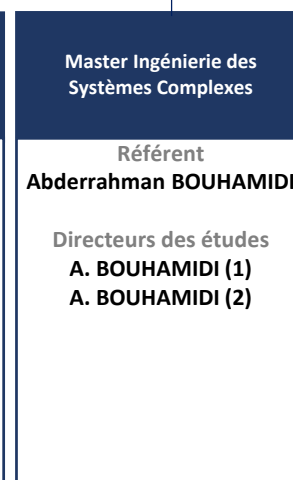 Master Ingénierie des
Systèmes Complexes
Référent
Abderrahman BOUHAMIDI
Directeurs des études
A. BOUHAMIDI (1)
A. BOUHAMIDI (2)